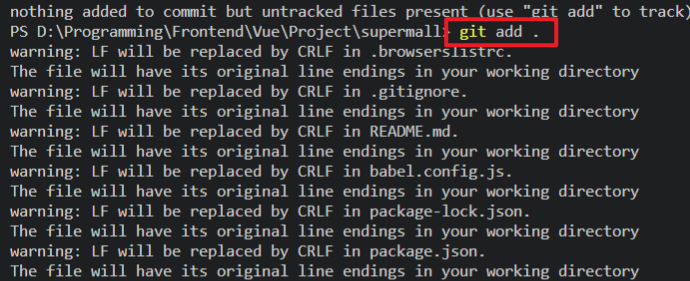 nothing added to commit but untracked files present (use "git add" to track)
PS D:\Programming\Frontend\Vue\Project\supermall> git add .
warning: LF will be replaced by CRLF in .browserslistrc.
The file will have its original line endings in your working directory
warning: LF will be replaced by CRLF in .gitignore.
The file will have its original line endings in your working directory
warning: LF will be replaced by CRLF in README.md.
The file will have its original line endings in your working directory
warning: LF will be replaced by CRLF in babel.config.js.
The file will have its original line endings in your working directory
warning: LF will be replaced by CRLF in package-lock.json.
The file will have its original line endings in your working directory
warning: LF will be replaced by CRLF in package.json.
The file will have its original line endings in your working directory